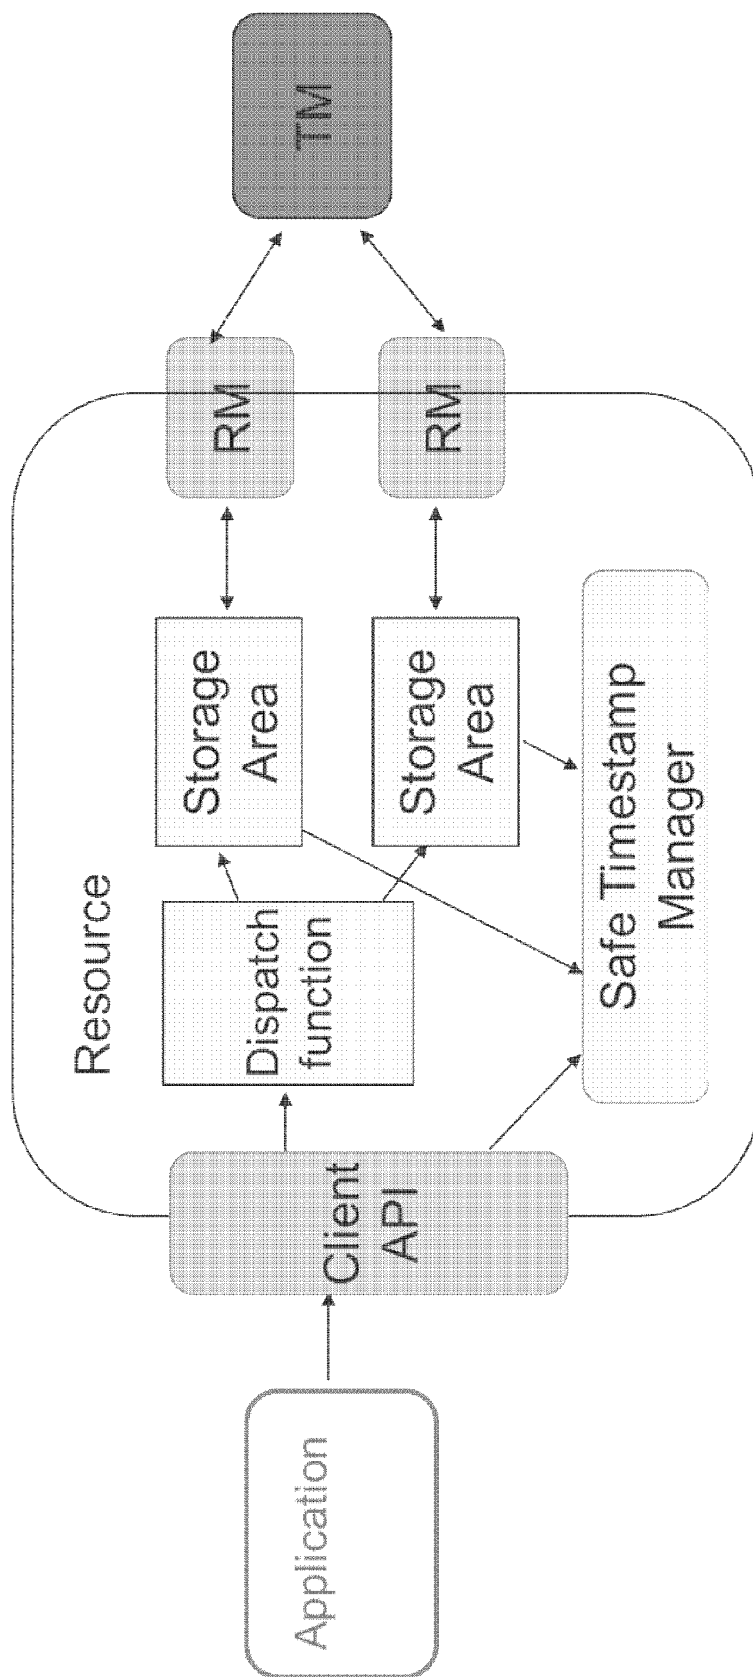 Application
Client
API
Resource
Dispatch
function
Storage
Area
Storage
Area
Safe Timestamp
Manager
RM
RM
TM